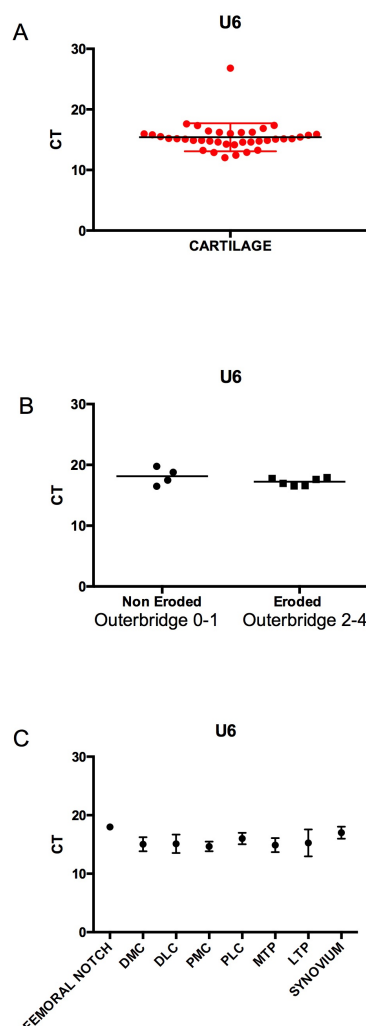 A
U6
30
20
10
0
CT
CARTILAGE
B
U6
30
20
10
0
CT
Non Eroded
Eroded
Outerbridge 0-1
Outerbridge 2-4
C
U6
30
20
10
0
CT
FEMORAL NOTCH
DMC
DLC
PMC
PLC
MTP
LTP
SYNOVIUM